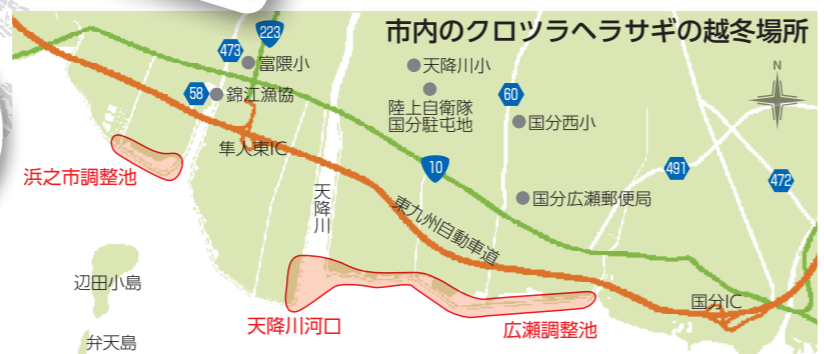 市内のクロツラヘラサギの越冬場所
223
473
富隈小
天降川小
N
58
錦江漁協
60
陸上自衛隊
国分駐屯地
国分西小
隼人東IC
10
491
472
浜之市調整池
天降川
国分広瀬郵便局
東九州自動車道
辺田小島
国分IC
天降川河口
広瀬調整池
弁天島